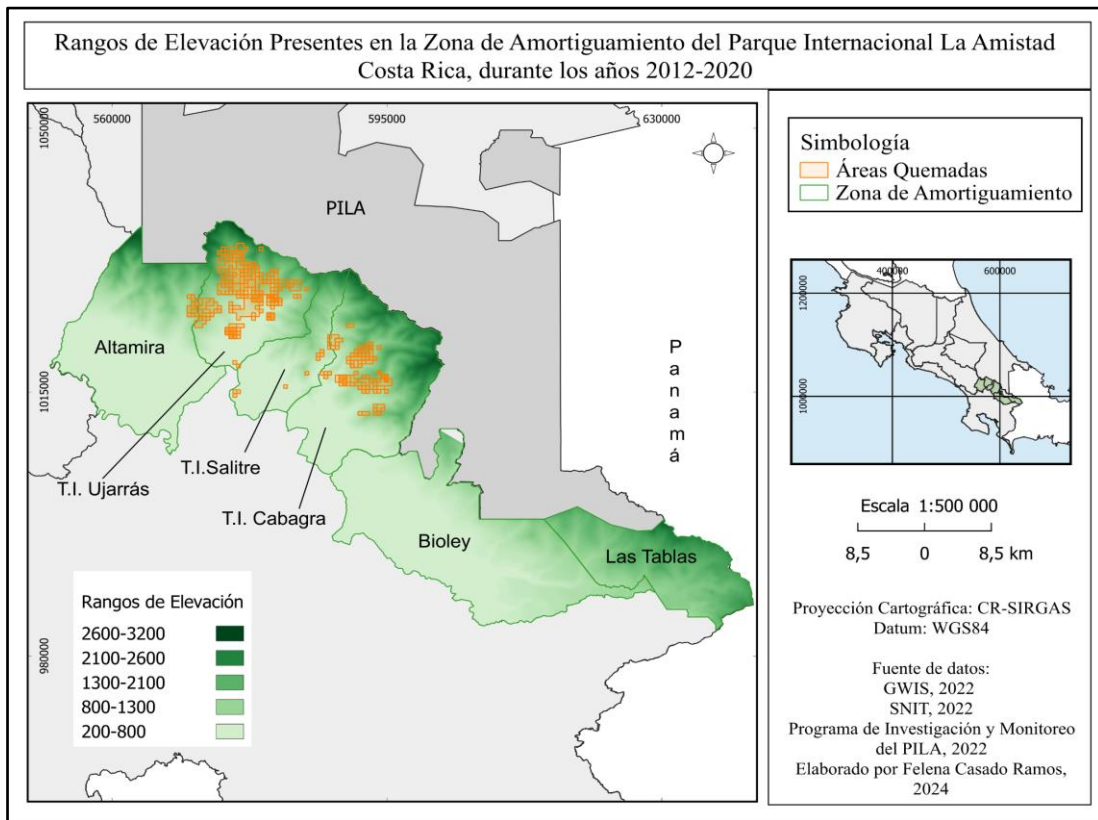 Rangos de Elevación Presentes en la Zona de Amortiguamiento del Parque Internacional La Amistad
Costa Rica, durante los años 2012-2020
560000
595000
630000
1050000
1015000
980000
PILA
Altamira
T.I. Ujarrás
T.I.Salitre
T.I. Cabagra
Bioley
Las Tablas
P
a
n
a
m
á
Rangos de Elevación
2600-3200
2100-2600
1300-2100
800-1300
200-800
Simbología
Áreas Quemadas
Zona de Amortiguamiento
400000
600000
1200000
1000000
Escala 1:500 000
8,5 0 8,5 km
Proyección Cartográfica: CR-SIRGAS
Datum: WGS84
Fuente de datos:
GWIS, 2022
SNIT, 2022
Programa de Investigación y Monitoreo
del PILA, 2022
Elaborado por Felena Casado Ramos,
2024